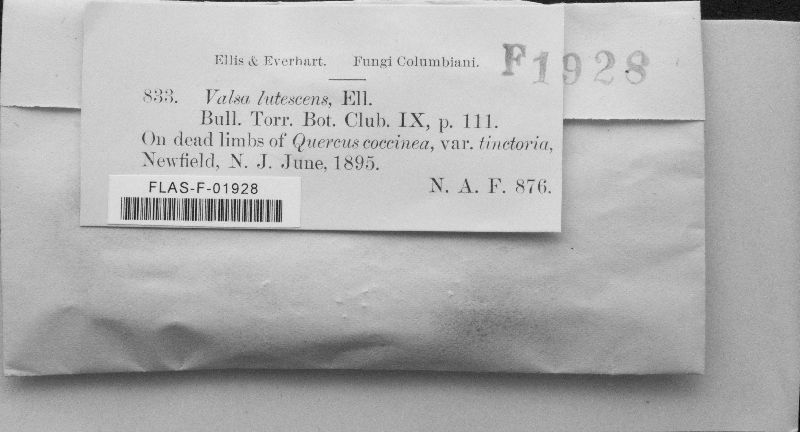 Ellis & Everhart. Fungi Columbiani.
F1928
833. Valsa lutescens, Ell.
Bull. Torr. Bot. Club. IX, p. 111.
On dead limbs of Quercus coccinea, var. tinctoria,
Newfield, N. J. June, 1895.
N. A. F. 876.
FLAS-F-01928